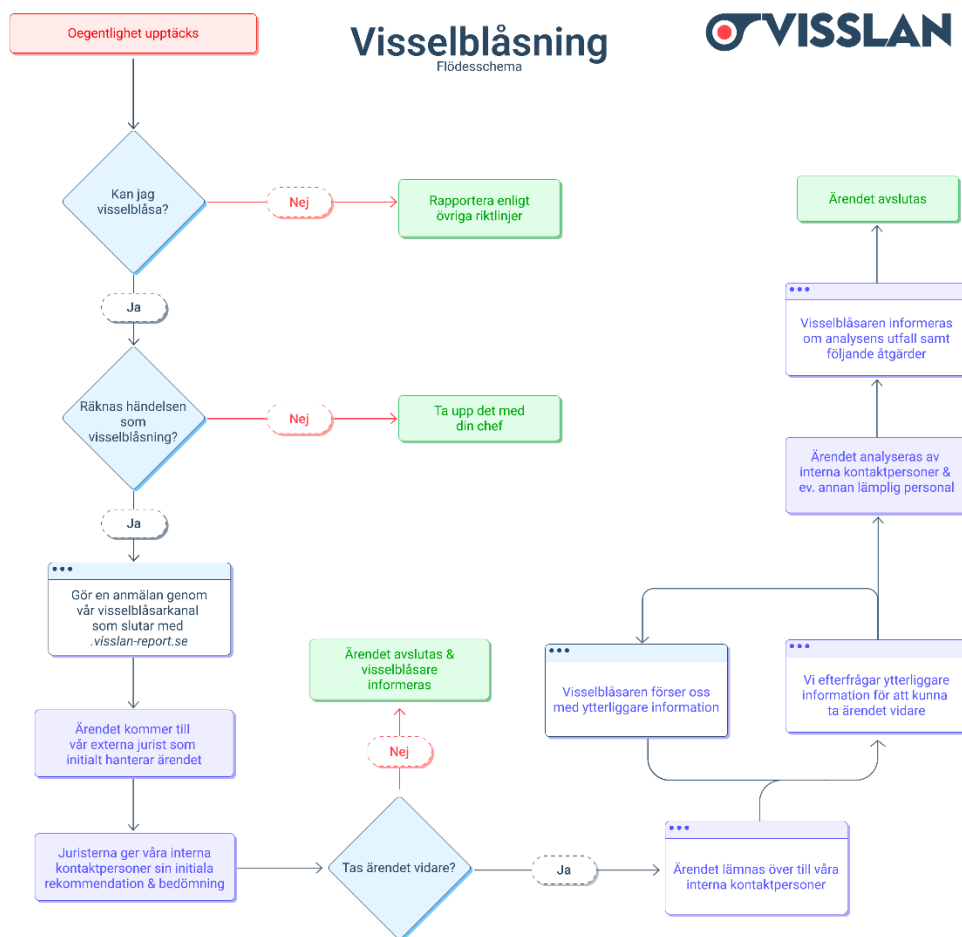 Oegentlighet upptäcks
Visselblåsning
Flödesschema
VISSLAN
Kan jag
visselblåsa?
Nej
Rapportera enligt
övriga riktlinjer
Ja
Räknas händelsen
som
visselblåsning?
Nej
Ta upp det med
din chef
Ja
Gör en anmälan genom
vår visselblåsarkanal
som slutar med
.visslan-report.se
Ärendet kommer till
vår externa jurist som
initialt hanterar ärendet
Juristerna ger våra interna
kontaktpersoner sin initiala
rekommendation & bedömning
Tas ärendet vidare?
Nej
Ärendet avslutas &
visselblåsare
informeras
Ja
Ärendet lämnas över till våra
interna kontaktpersoner
Vi efterfrågar ytterliggare
information för att kunna
ta ärendet vidare
Visselblåsaren förser oss
med ytterliggare information
Ärendet analyseras av
interna kontaktpersoner &
ev. annan lämplig personal
Visselblåsaren informeras
om analysens utfall samt
följande åtgärder
Ärendet avslutas